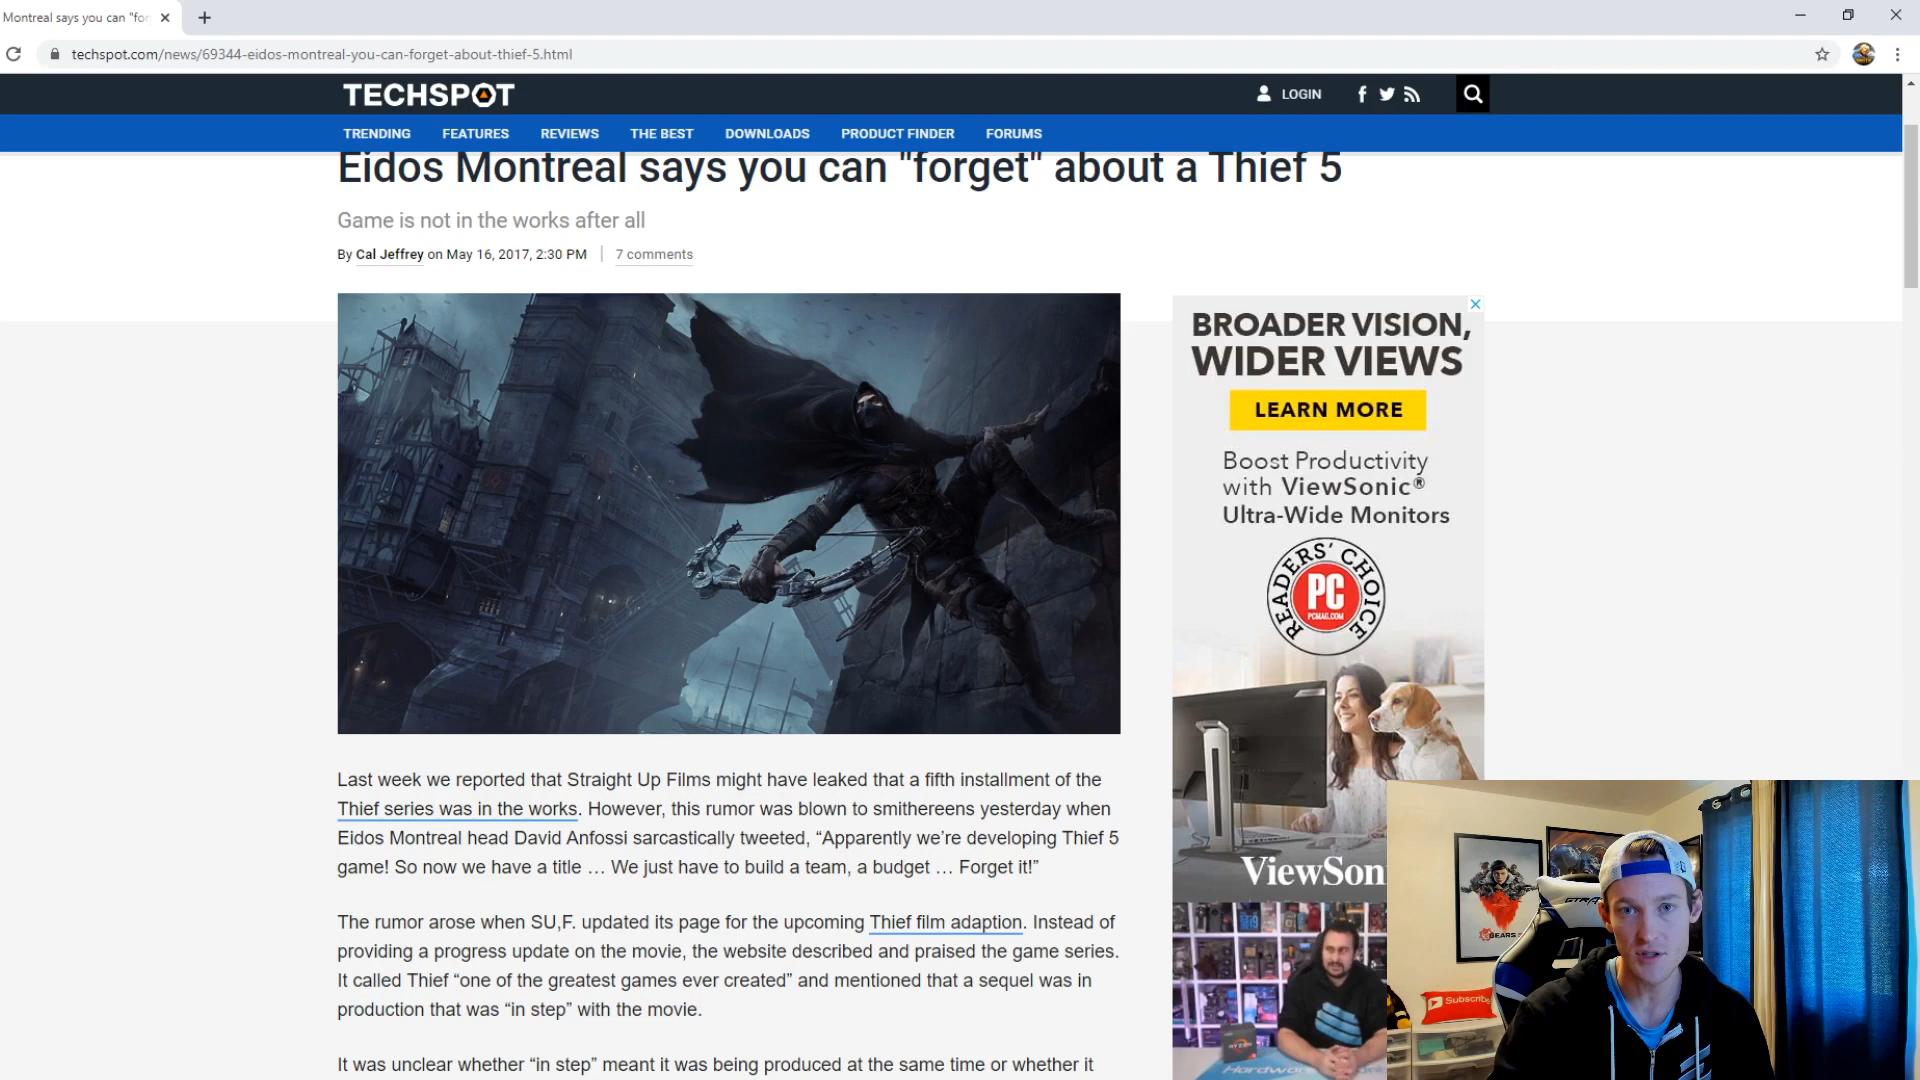 Montreal says you can "for
techspot.com/news/69344-eidos-montreal-you-can-forget-about-thief-5.html
TECHSPOT
LOGIN
TRENDING FEATURES REVIEWS THE BEST DOWNLOADS PRODUCT FINDER FORUMS
Eidos Montreal says you can "forget" about a Thief 5
Game is not in the works after all
By Cal Jeffrey on May 16, 2017, 2:30 PM 7 comments
BROADER VISION,
WIDER VIEWS
LEARN MORE
Boost Productivity
with ViewSonic®
Ultra-Wide Monitors
READERS' CHOICE
PC
PCMAG.COM
ViewSon
Last week we reported that Straight Up Films might have leaked that a fifth installment of the
Thief series was in the works. However, this rumor was blown to smithereens yesterday when
Eidos Montreal head David Anfossi sarcastically tweeted, “Apparently we’re developing Thief 5
game! So now we have a title … We just have to build a team, a budget … Forget it!”
The rumor arose when SU,F. updated its page for the upcoming Thief film adaption. Instead of
providing a progress update on the movie, the website described and praised the game series.
It called Thief “one of the greatest games ever created” and mentioned that a sequel was in
production that was “in step” with the movie.
It was unclear whether “in step” meant it was being produced at the same time or whether it
GEARS
Subscribe
RYZEN
Hardware